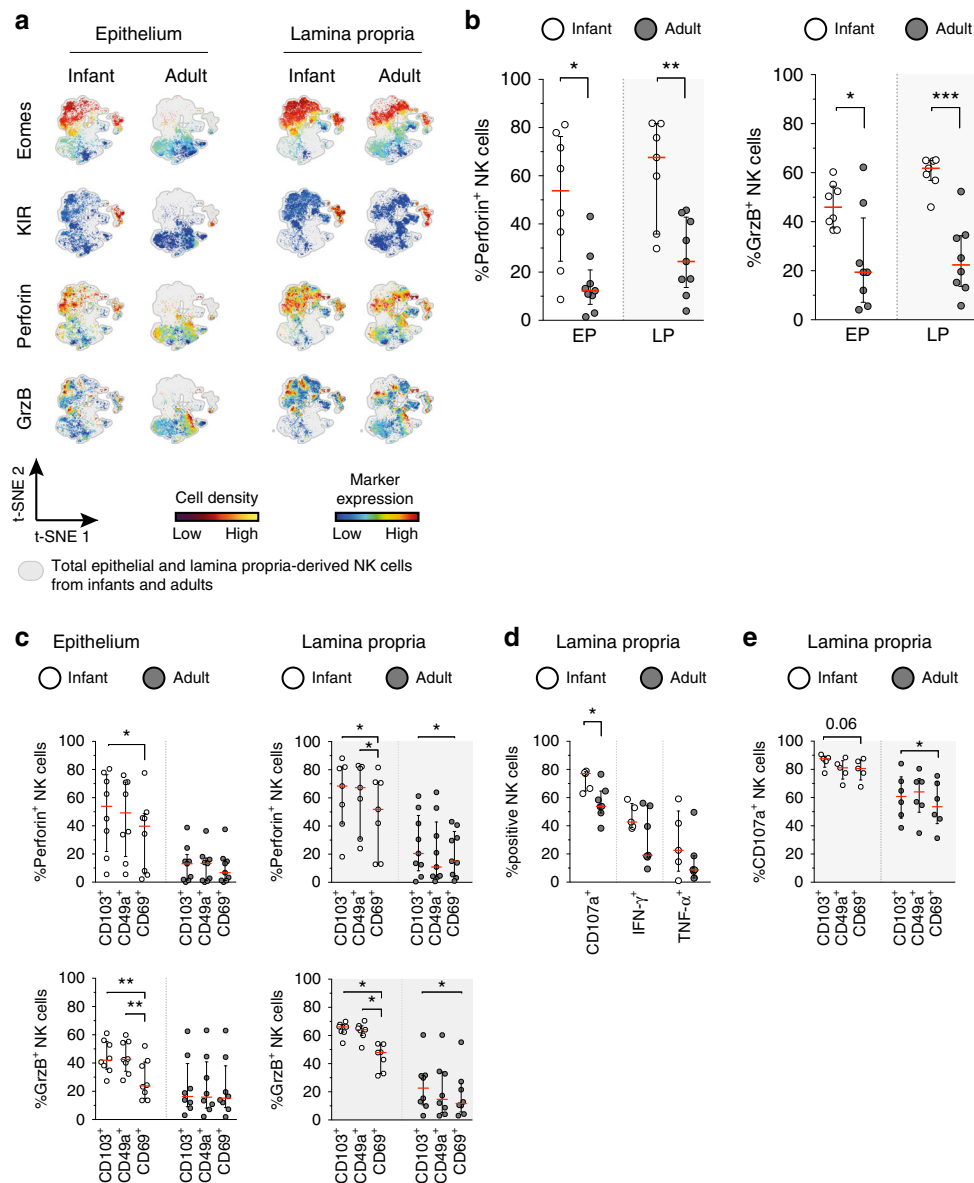 a
Epithelium
Lamina propria
Infant Adult Infant Adult
Eomes
KIR
Perforin
GrzB
t-SNE 2
t-SNE 1
Cell density
Low High
Marker
expression
Low High
Total epithelial and lamina propria-derived NK cells
from infants and adults
b
Infant Adult
%Perforin+ NK cells
100
80
60
40
20
0
* **
EP LP
Infant Adult
%GrzB+ NK cells
100
80
60
40
20
0
* ***
EP LP
c
Epithelium
Infant Adult
%Perforin+ NK cells
100
80
60
40
20
0
*
CD103+ CD49a+ CD69+ CD103+ CD49a+ CD69+
Lamina propria
Infant Adult
%Perforin+ NK cells
100
80
60
40
20
0
* *
*
CD103+ CD49a+ CD69+ CD103+ CD49a+ CD69+
%GrzB+ NK cells
100
80
60
40
20
0
**
**
CD103+ CD49a+ CD69+ CD103+ CD49a+ CD69+
%GrzB+ NK cells
100
80
60
40
20
0
* *
*
CD103+ CD49a+ CD69+ CD103+ CD49a+ CD69+
d
Lamina propria
Infant Adult
%positive NK cells
100
80
60
40
20
0
*
CD107a+ IFN-γ+ TNF-α+
e
Lamina propria
Infant Adult
%CD107a+ NK cells
100
80
60
40
20
0
0.06
*
CD103+ CD49a+ CD69+ CD103+ CD49a+ CD69+